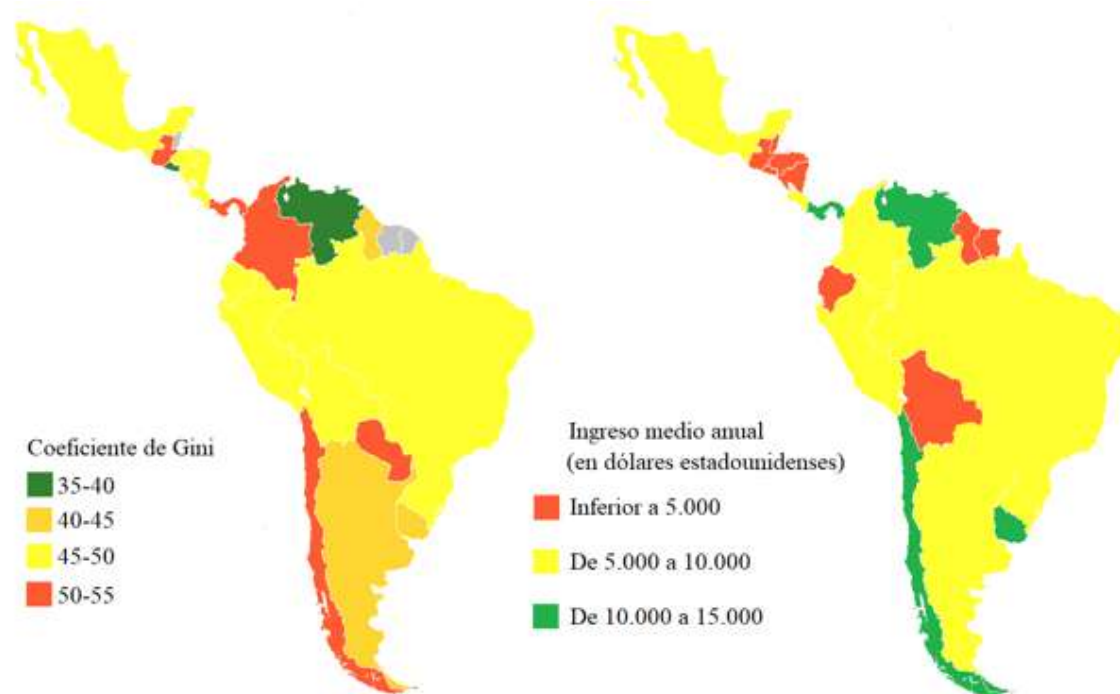 Coeficiente de Gini
35-40
40-45
45-50
50-55
Ingreso medio anual
(en dólares estadounidenses)
Inferior a 5.000
De 5.000 a 10.000
De 10.000 a 15.000